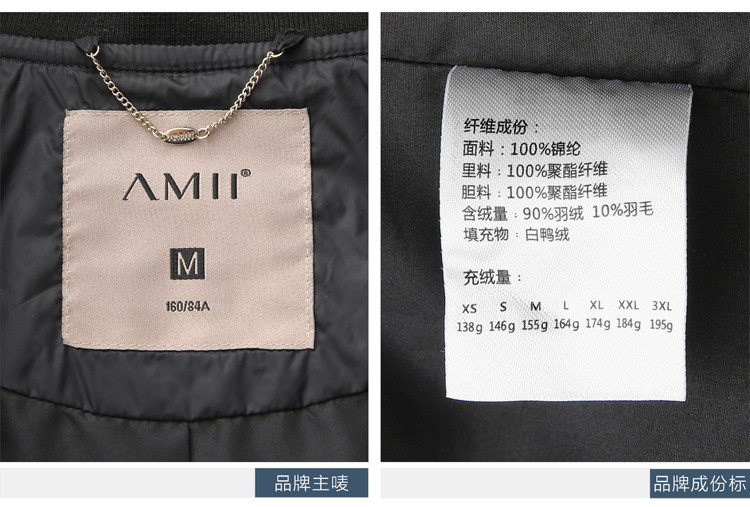 AMII®
M
160/84A
纤维成份：
面料：100%锦纶
里料：100%聚酯纤维
胆料：100%聚酯纤维
含绒量：90%羽绒 10%羽毛
填充物：白鸭绒
充绒量：
XS S M L XL XXL 3XL
138g 146g 155g 164g 174g 184g 195g
品牌主唛
品牌成份标